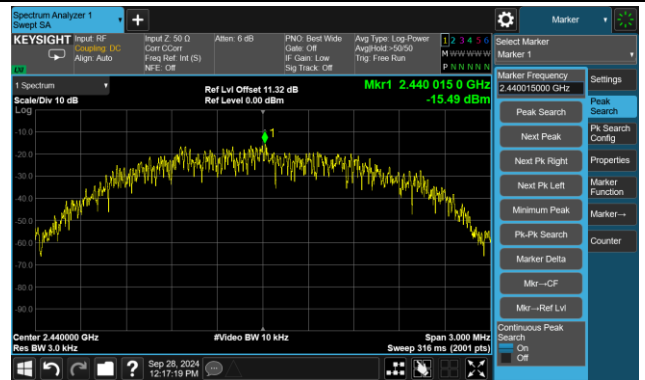 Spectrum Analyzer 1
Swept SA
Marker
KEYSIGHT
Input: RF
Coupling: DC
Align: Auto
Input Z: 50 Ω
Corr CCorr
Freq Ref: Int (S)
NFE: Off
Atten: 6 dB
PNO: Best Wide
Gate: Off
IF Gain: Low
Sig Track: Off
Avg Type: Log-Power
Avg|Hold:>50/50
Trig: Free Run
1 2 3 4 5 6
M W W W W W
P N N N N N
Select Marker
Marker 1
1 Spectrum
Scale/Div 10 dB
Log
Ref Lvl Offset 11.32 dB
Ref Level 0.00 dBm
Mkr1 2.440 015 0 GHz
-15.49 dBm
1
-10.0
-20.0
-30.0
-40.0
-50.0
-60.0
-70.0
-80.0
-90.0
Center 2.440000 GHz
Res BW 3.0 kHz
#Video BW 10 kHz
Span 3.000 MHz
Sweep 316 ms (2001 pts)
Marker Frequency
2.440015000 GHz
Peak Search
Next Peak
Next Pk Right
Next Pk Left
Minimum Peak
Pk-Pk Search
Marker Delta
Mkr→CF
Mkr→Ref Lvl
Continuous Peak
Search
On
Off
Settings
Peak
Search
Pk Search
Config
Properties
Marker
Function
Marker→
Counter
?
Sep 28, 2024
12:17:19 PM